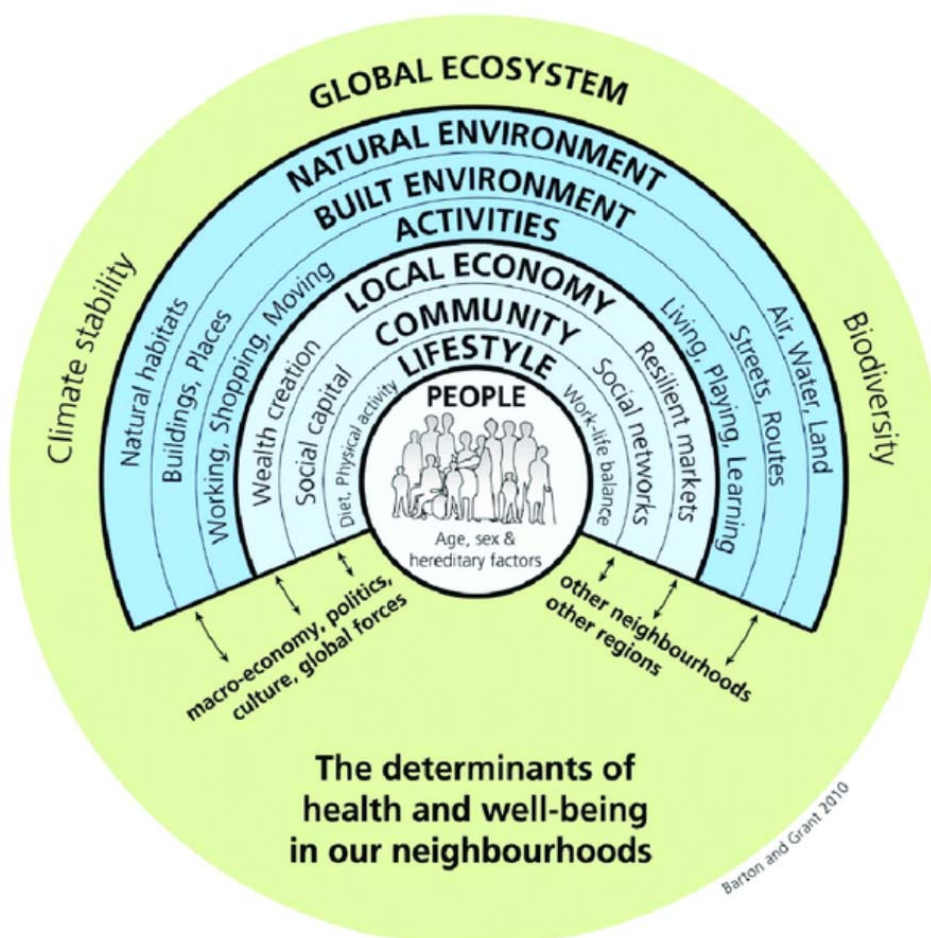 GLOBAL ECOSYSTEM
NATURAL ENVIRONMENT
BUILT ENVIRONMENT
ACTIVITIES
LOCAL ECONOMY
COMMUNITY
LIFESTYLE
PEOPLE
Age, sex &
hereditary factors
Climate stability
Natural habitats
Buildings, Places
Working, Shopping, Moving
Wealth creation
Social capital
Diet, Physical activity
Work-life balance
Social networks
Resilient markets
Living, Playing, Learning
Streets, Routes
Air, Water, Land
Biodiversity
macro-economy, politics,
culture, global forces
other neighbourhoods
other regions
The determinants of
health and well-being
in our neighbourhoods
Barton and Grant 2010